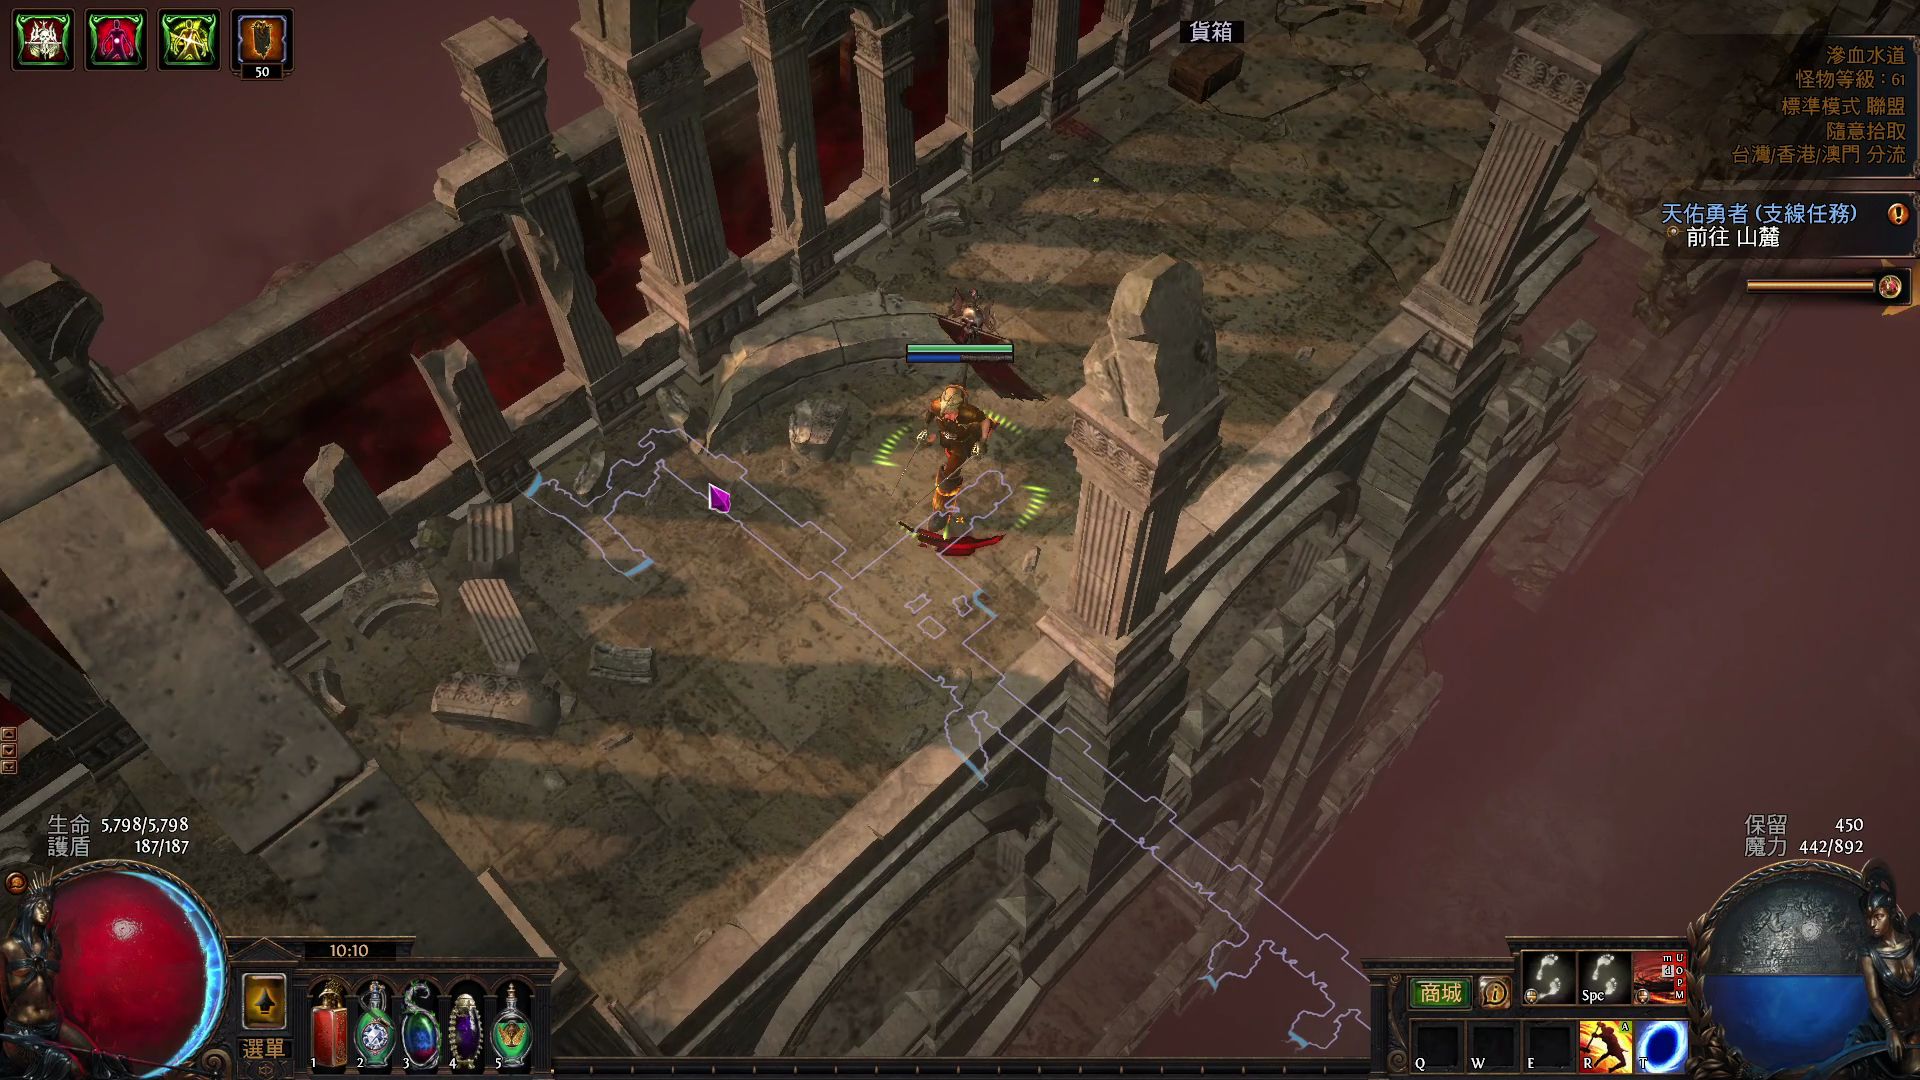 50
貨箱
滲血水道
怪物等級：61
標準模式 聯盟
隨意拾取
台灣/香港/澳門 分流
天佑勇者 (支線任務)
前往 山麓
生命 5,798/5,798
護盾 187/187
保留 450
魔力 442/892
10:10
選單
1 2 3 4 5
商城
Spc
m U
d O
P
M
Q W E R A T